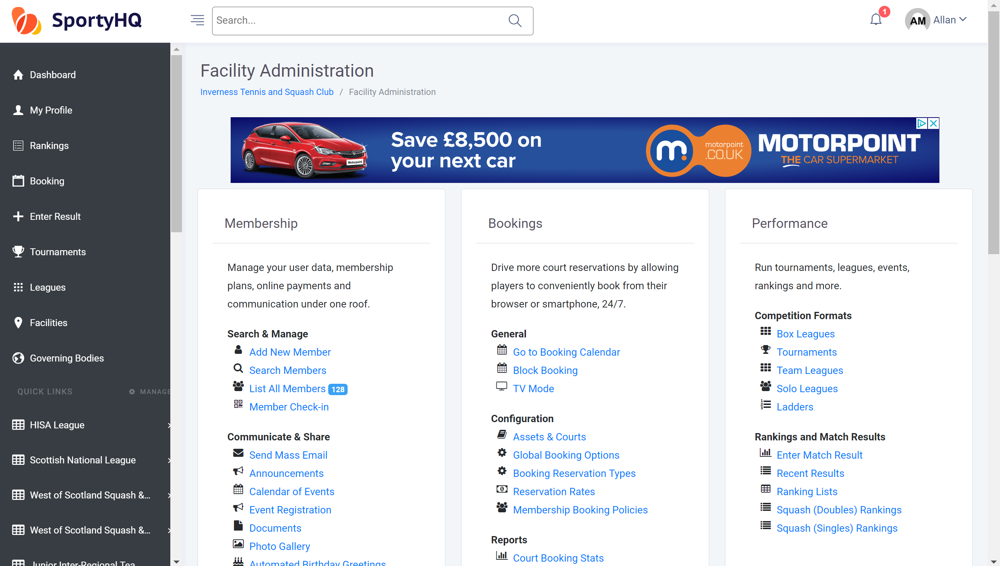 SportyHQ
Search...
1
AM
Allan
Dashboard
My Profile
Rankings
Booking
Enter Result
Tournaments
Leagues
Facilities
Governing Bodies
QUICK LINKS
MANAGE
HISA League
Scottish National League
West of Scotland Squash &...
West of Scotland Squash &...
Junior Inter-Regional Tea
Facility Administration
Inverness Tennis and Squash Club / Facility Administration
Motorpoint
Save £8,500 on
your next car
m.
motorpoint
.CO.UK
MOTORPOINT
THE CAR SUPERMARKET
Membership
Manage your user data, membership
plans, online payments and
communication under one roof.
Search & Manage
Add New Member
Search Members
List All Members 128
Member Check-in
Communicate & Share
Send Mass Email
Announcements
Calendar of Events
Event Registration
Documents
Photo Gallery
Automated Birthday Greetings
Bookings
Drive more court reservations by allowing
players to conveniently book from their
browser or smartphone, 24/7.
General
Go to Booking Calendar
Block Booking
TV Mode
Configuration
Assets & Courts
Global Booking Options
Booking Reservation Types
Reservation Rates
Membership Booking Policies
Reports
Court Booking Stats
Performance
Run tournaments, leagues, events,
rankings and more.
Competition Formats
Box Leagues
Tournaments
Team Leagues
Solo Leagues
Ladders
Rankings and Match Results
Enter Match Result
Recent Results
Ranking Lists
Squash (Doubles) Rankings
Squash (Singles) Rankings